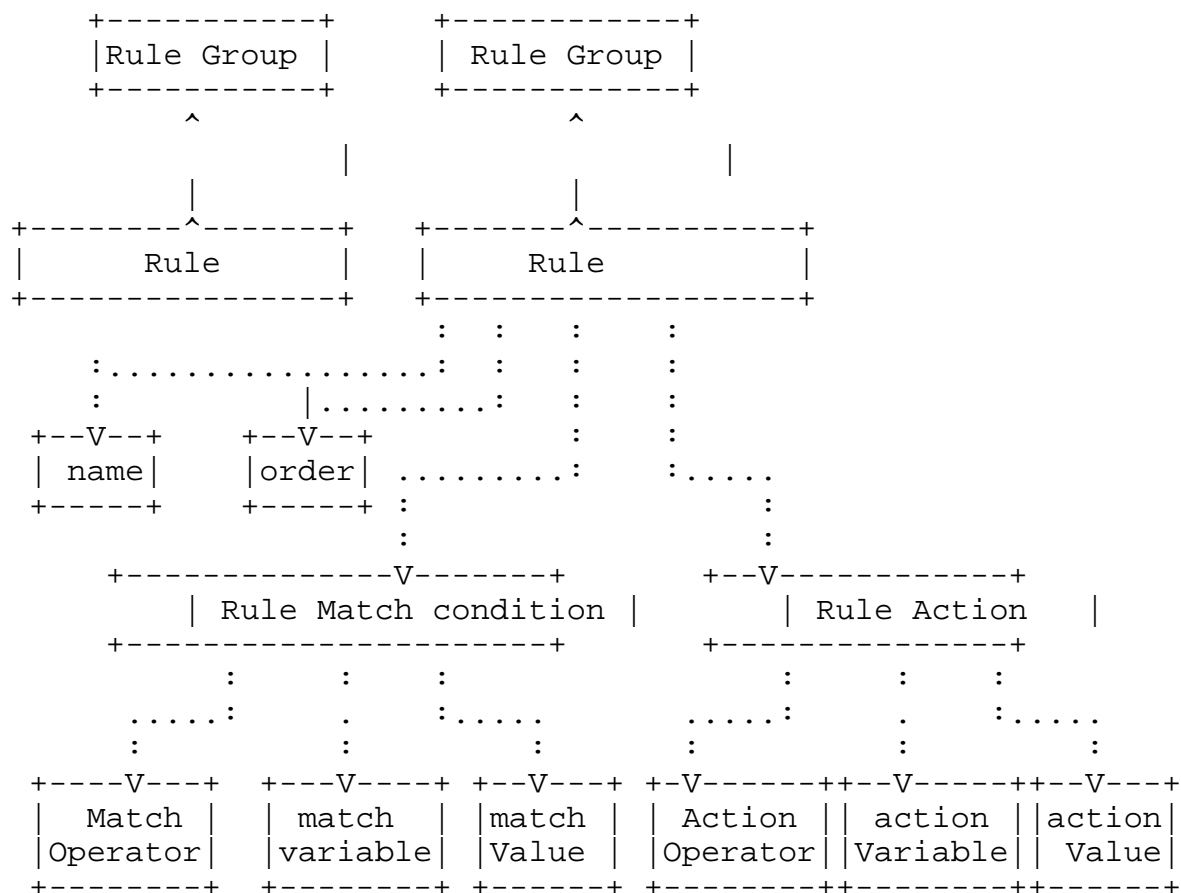 Rule Group Rule Group
Rule Rule
name order
Rule Match condition Rule Action
Match match match Action action action
Operator variable Value Operator Variable Value